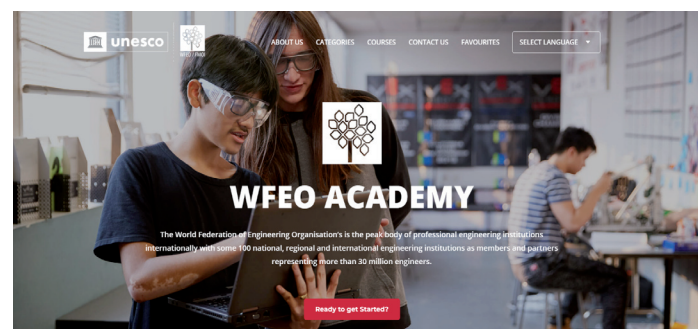 unesco
WFEO | FMOI
ABOUT US CATEGORIES COURSES CONTACT US FAVOURITES SELECT LANGUAGE
WFEO ACADEMY
The World Federation of Engineering Organisation's is the peak body of professional engineering institutions
internationally with some 100 national, regional and international engineering institutions as members and partners
representing more than 30 million engineers.
Ready to get Started?